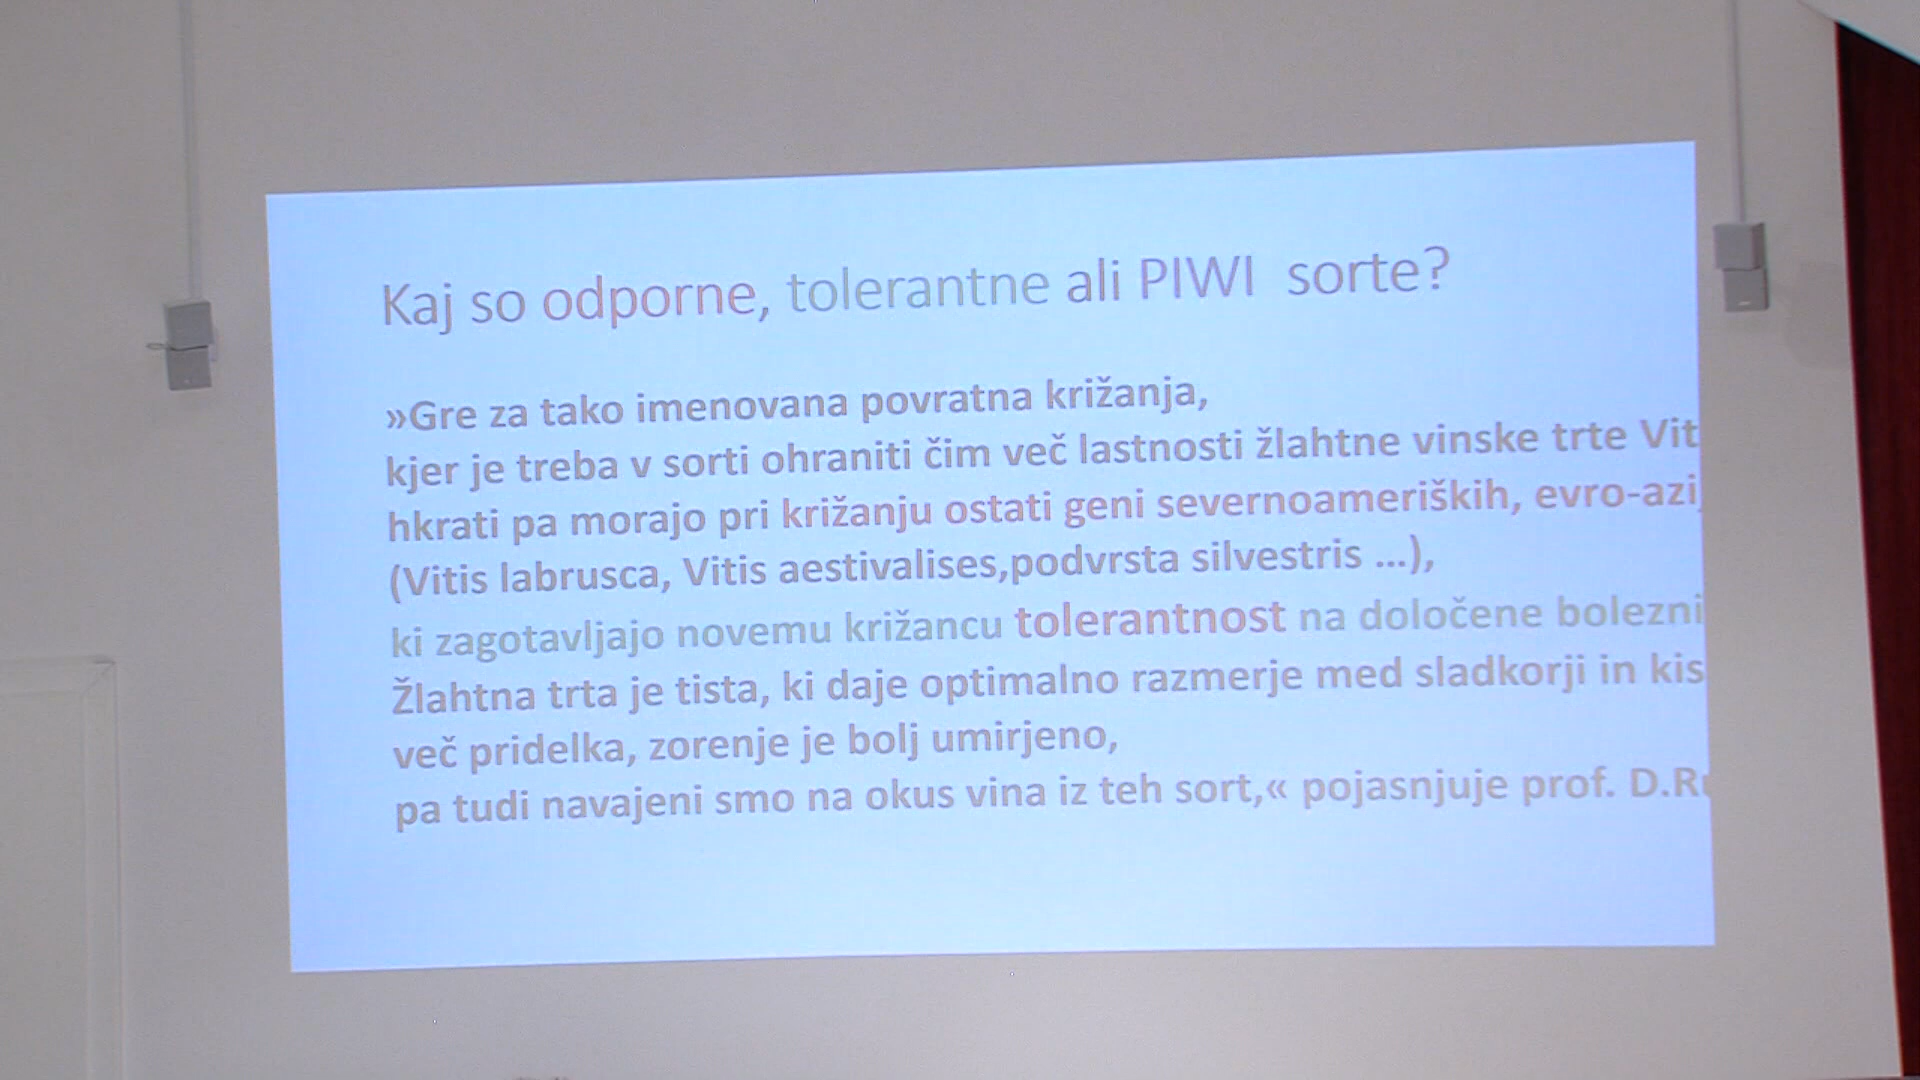 Kaj so odporne, tolerantne ali PIWI sorte?
»Gre za tako imenovana povratna križanja,
kjer je treba v sorti ohraniti čim več lastnosti žlahtne vinske trte Vit
hkrati pa morajo pri križanju ostati geni severnoameriških, evro-azi
(Vitis labrusca, Vitis aestivalises,podvrsta silvestris ...),
ki zagotavljajo novemu križancu tolerantnost na določene bolezni
Žlahtna trta je tista, ki daje optimalno razmerje med sladkorji in kis
več pridelka, zorenje je bolj umirjeno,
pa tudi navajeni smo na okus vina iz teh sort,« pojasnjuje prof. D.R